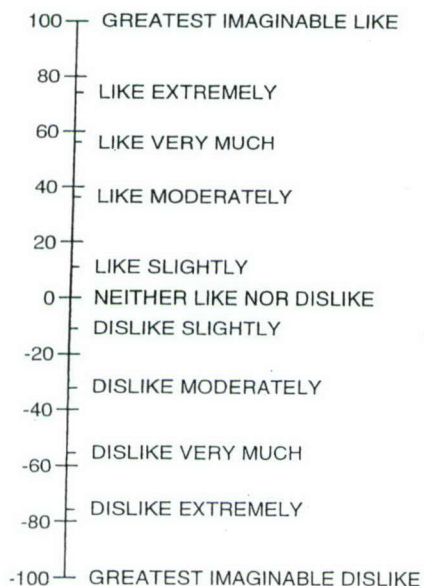 100 GREATEST IMAGINABLE LIKE
80
LIKE EXTREMELY
60
LIKE VERY MUCH
40
LIKE MODERATELY
20
LIKE SLIGHTLY
0 NEITHER LIKE NOR DISLIKE
DISLIKE SLIGHTLY
-20
DISLIKE MODERATELY
-40
DISLIKE VERY MUCH
-60
DISLIKE EXTREMELY
-80
-100 GREATEST IMAGINABLE DISLIKE